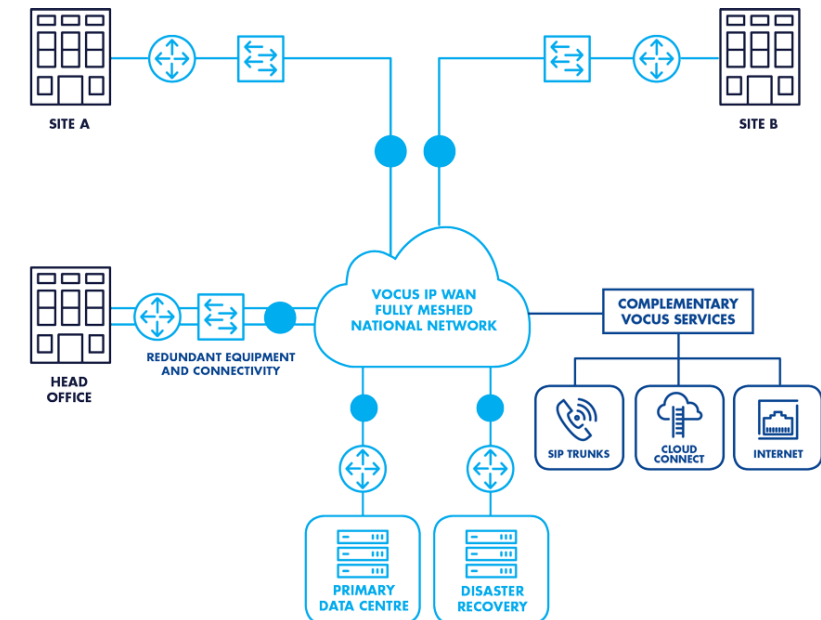 SITE A
SITE B
VOCUS IP WAN
FULLY MESHED
NATIONAL NETWORK
COMPLEMENTARY
VOCUS SERVICES
REDUNDANT EQUIPMENT
AND CONNECTIVITY
HEAD
OFFICE
SIP TRUNKS
CLOUD
CONNECT
INTERNET
PRIMARY
DATA CENTRE
DISASTER
RECOVERY